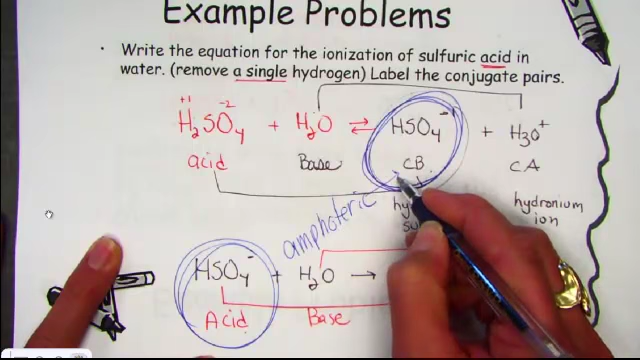 Example Problems
• Write the equation for the ionization of sulfuric acid in
water. (remove a single hydrogen) Label the conjugate pairs.
+1 -2
H₂SO₄ + H₂O ⇄ HSO₄⁻ + H₃O⁺
acid Base CB CA
hydronium
ion
amphoteric
HSO₄⁻ + H₂O →
Acid Base